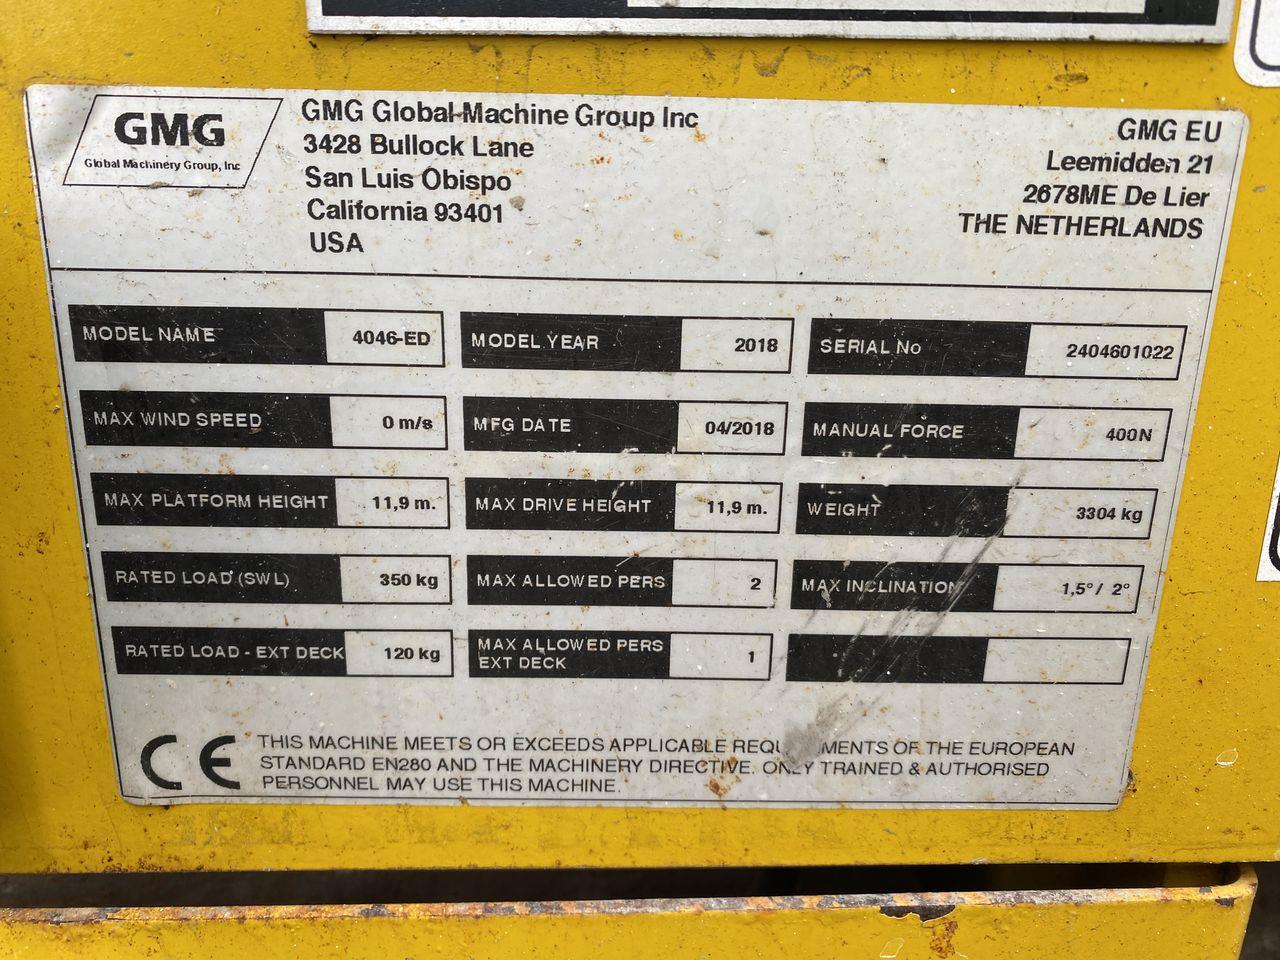 GMG
Global Machinery Group, Inc
GMG Global Machine Group Inc
3428 Bullock Lane
San Luis Obispo
California 93401
USA
GMG EU
Leemidden 21
2678ME De Lier
THE NETHERLANDS
MODEL NAME 4046-ED MODEL YEAR 2018 SERIAL No 2404601022
MAX WIND SPEED 0 m/s MFG DATE 04/2018 MANUAL FORCE 400N
MAX PLATFORM HEIGHT 11,9 m. MAX DRIVE HEIGHT 11,9 m. WEIGHT 3304 kg
RATED LOAD (SWL) 350 kg MAX ALLOWED PERS 2 MAX INCLINATION 1,5° / 2°
RATED LOAD - EXT DECK 120 kg MAX ALLOWED PERS EXT DECK 1
CE
THIS MACHINE MEETS OR EXCEEDS APPLICABLE OF THE EUROPEAN
STANDARD EN280 AND THE MACHINERY DIRECTIVE. ONLY TRAINED & AUTHORISED
PERSONNEL MAY USE THIS MACHINE.